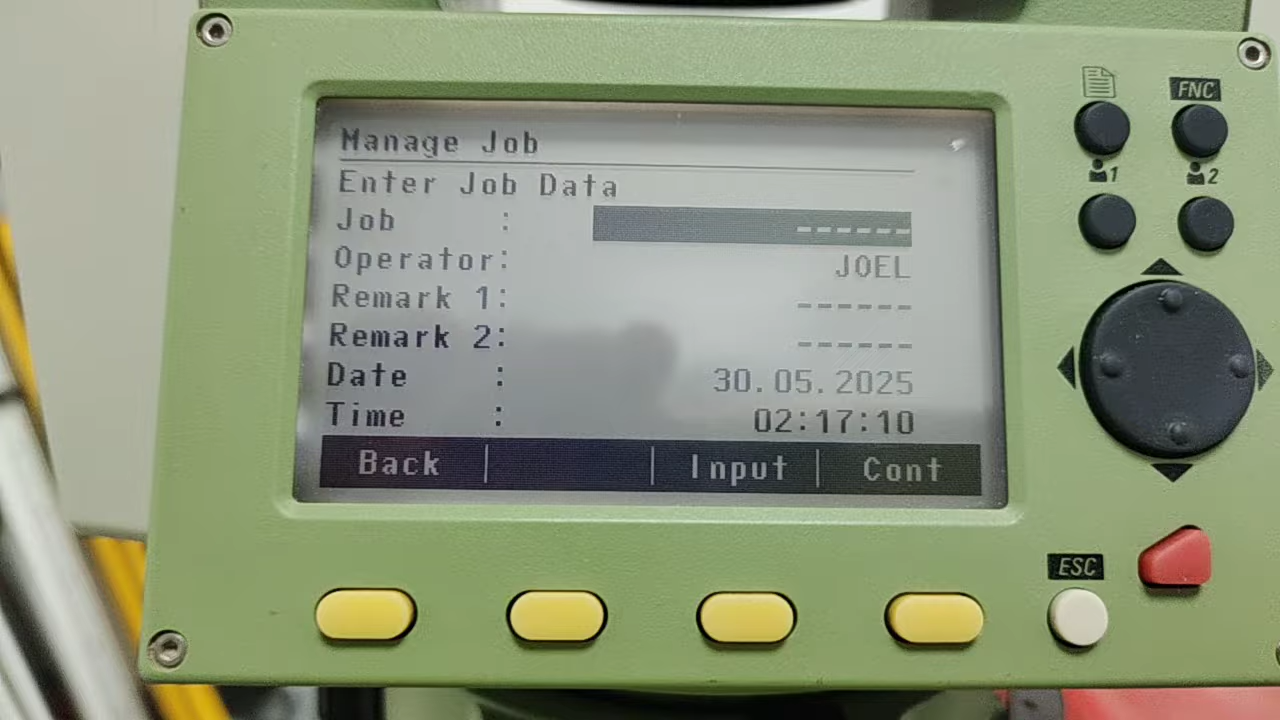 Manage Job
Enter Job Data
Job : ------
Operator: JOEL
Remark 1: ------
Remark 2: ------
Date : 30.05.2025
Time : 02:17:10
Back | | Input | Cont
FNC
1
2
ESC